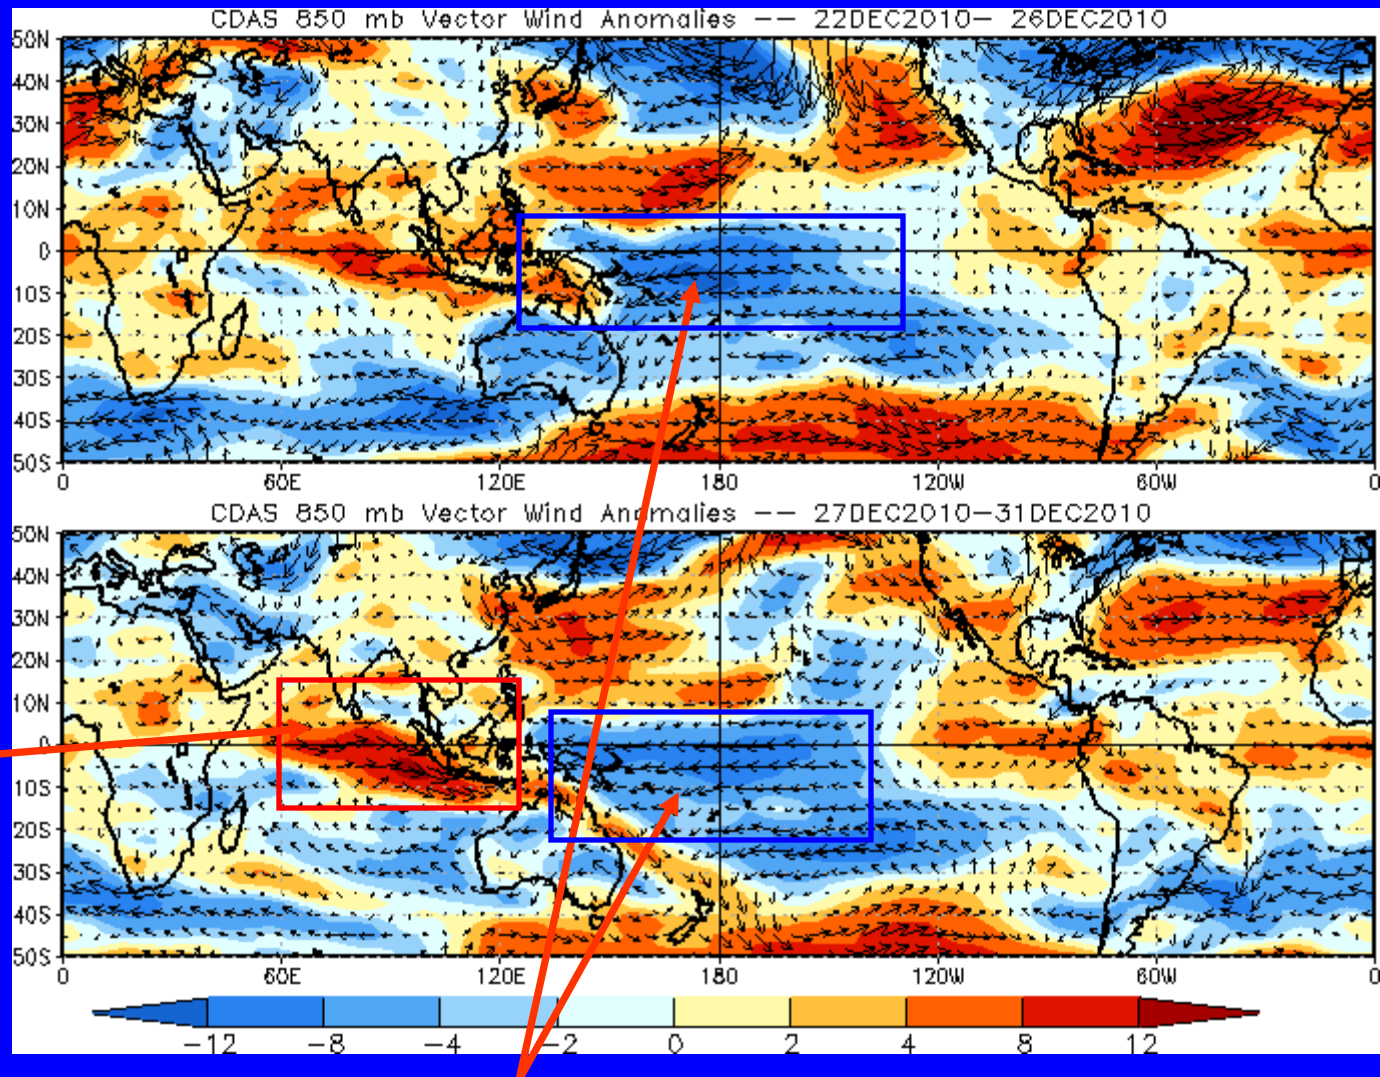 CDAS 850 mb Vector Wind Anomalies -- 22DEC2010- 26DEC2010
50N
40N
30N
20N
10N
0
10S
20S
30S
40S
50S
0 60E 120E 180 120W 60W 0
CDAS 850 mb Vector Wind Anomalies -- 27DEC2010-31DEC2010
50N
40N
30N
20N
10N
0
10S
20S
30S
40S
50S
0 60E 120E 180 120W 60W 0
-12 -8 -4 -2 0 2 4 8 12